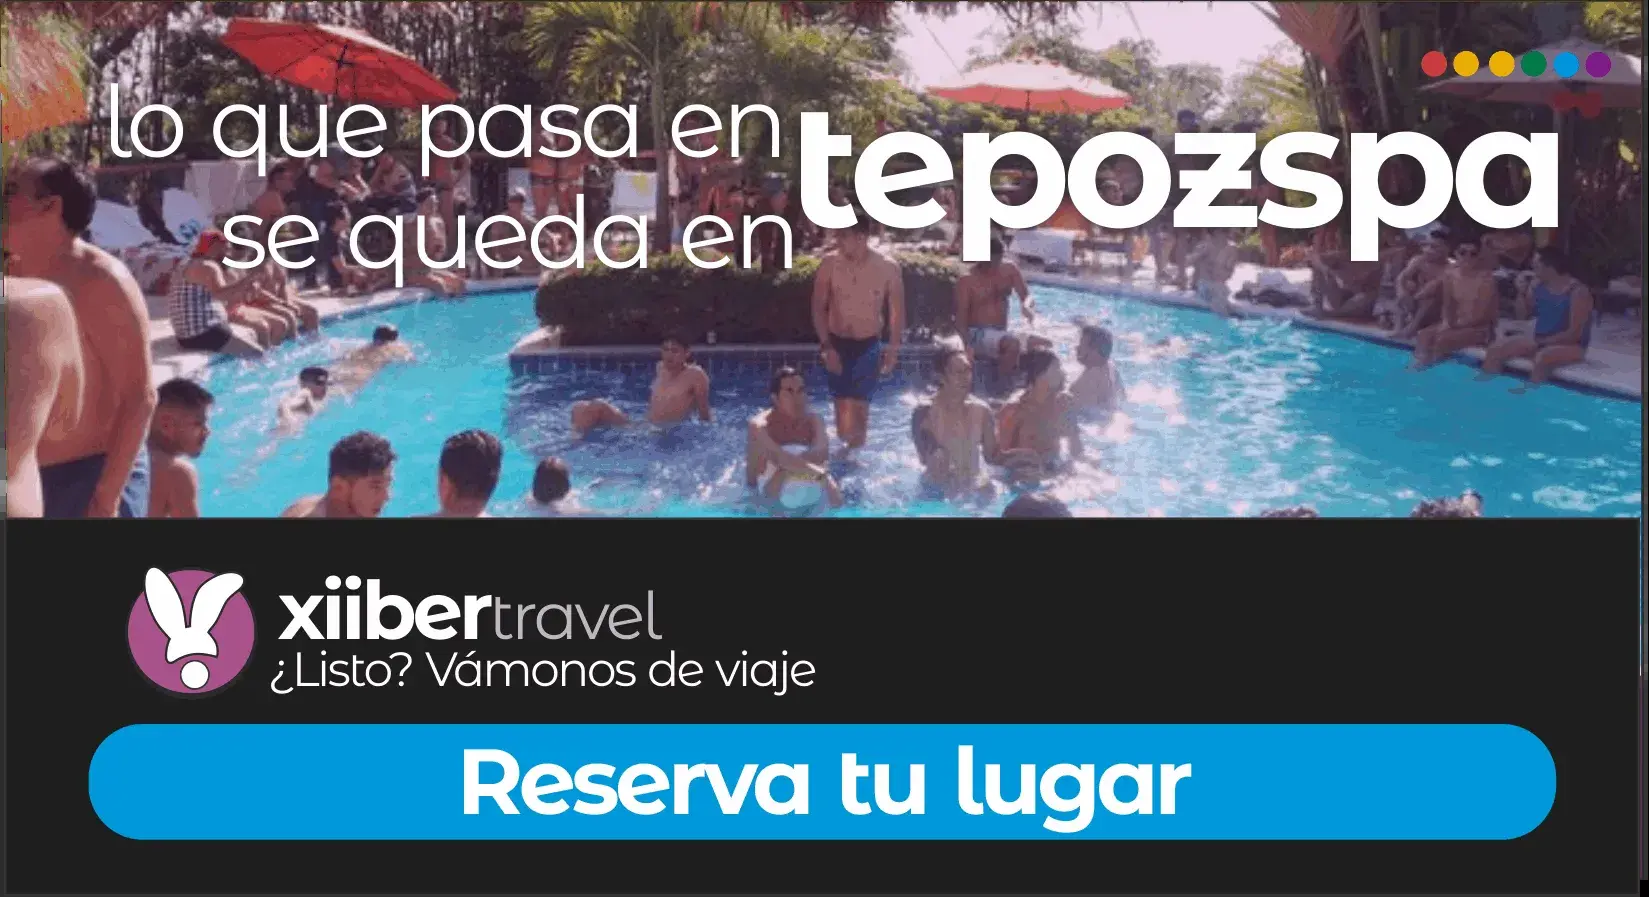 lo que pasa en
se queda en
tepozspa
xiibertravel
¿Listo? Vámonos de viaje
Reserva tu lugar